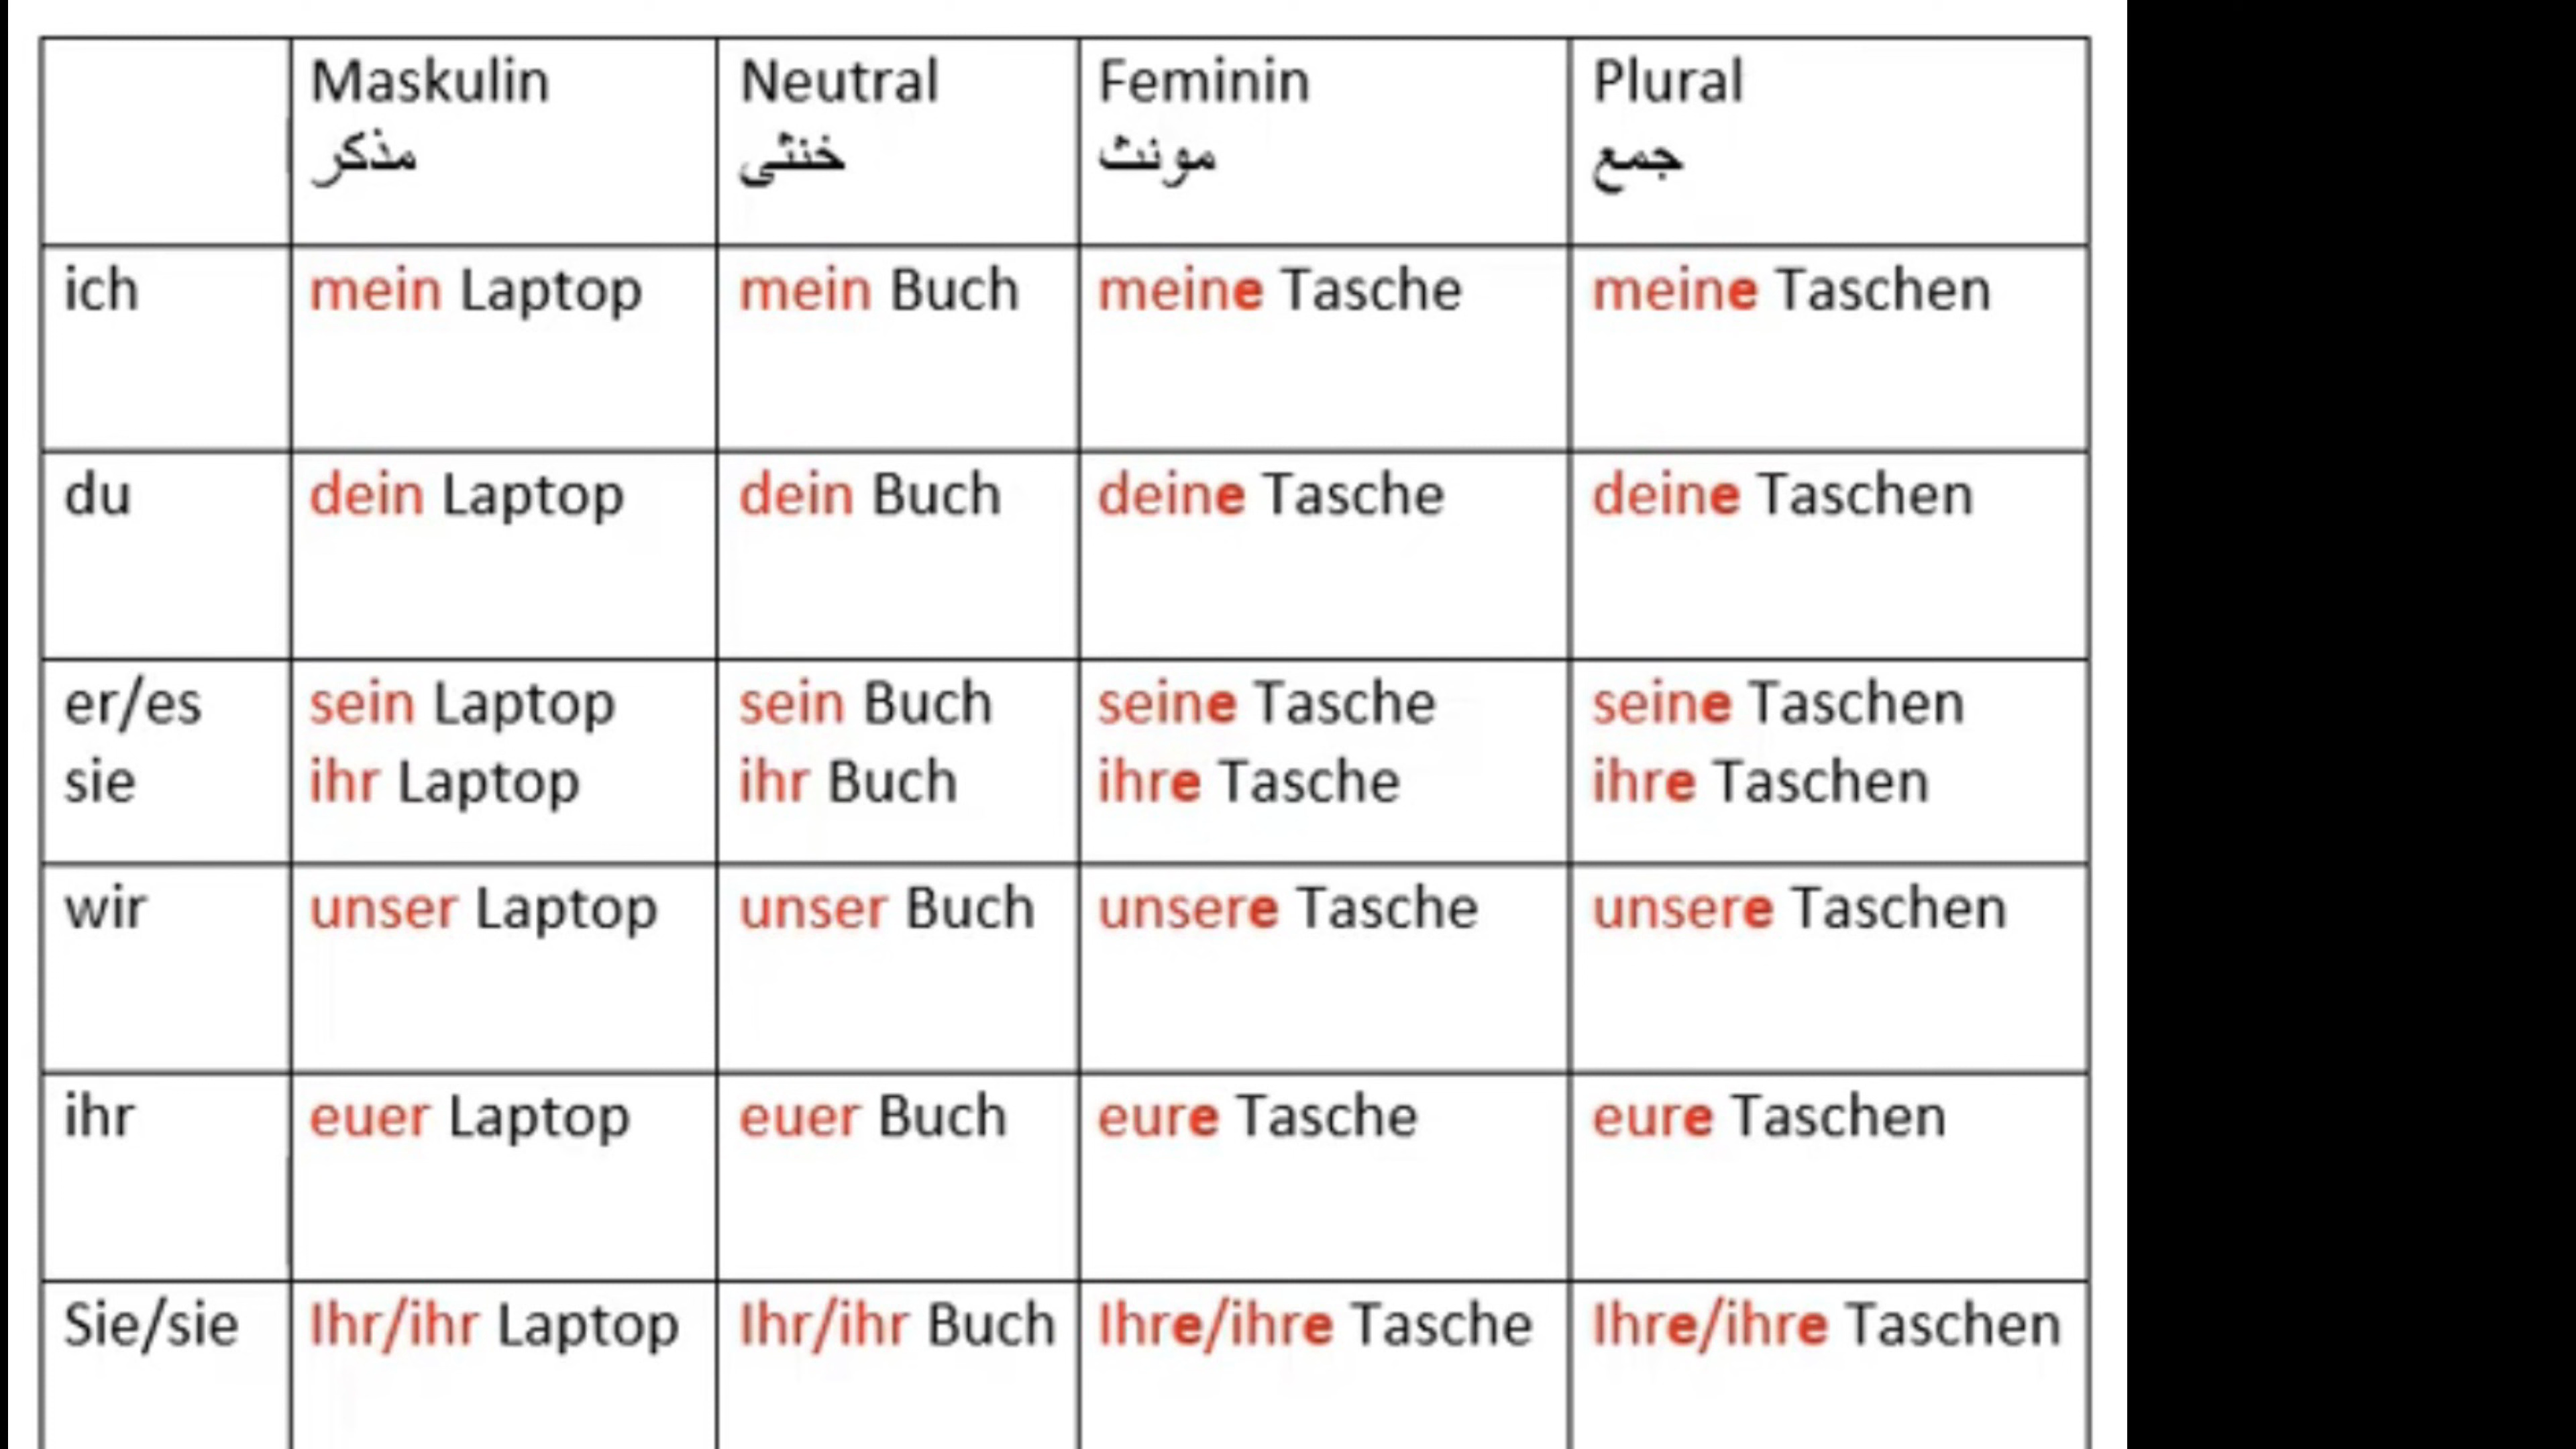 Maskulin Neutral Feminin Plural
مذكر خنثی مونث جمع
ich mein Laptop mein Buch meine Tasche meine Taschen
du dein Laptop dein Buch deine Tasche deine Taschen
er/es sein Laptop sein Buch seine Tasche seine Taschen
sie ihr Laptop ihr Buch ihre Tasche ihre Taschen
wir unser Laptop unser Buch unsere Tasche unsere Taschen
ihr euer Laptop euer Buch eure Tasche eure Taschen
Sie/sie Ihr/ihr Laptop Ihr/ihr Buch Ihre/ihre Tasche Ihre/ihre Taschen